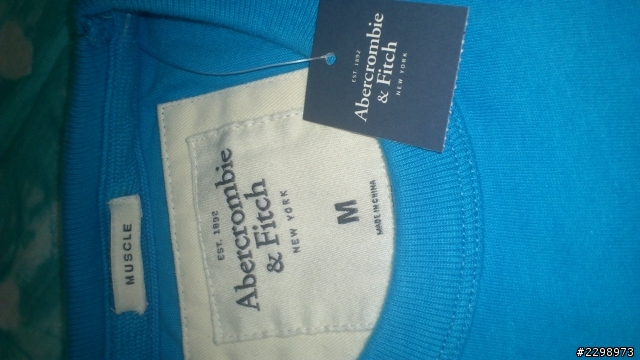 EST. 1892
Abercrombie
& Fitch
NEW YORK
MUSCLE
EST. 1892
Abercrombie
& Fitch
NEW YORK
M
MADE IN CHINA
#2298973